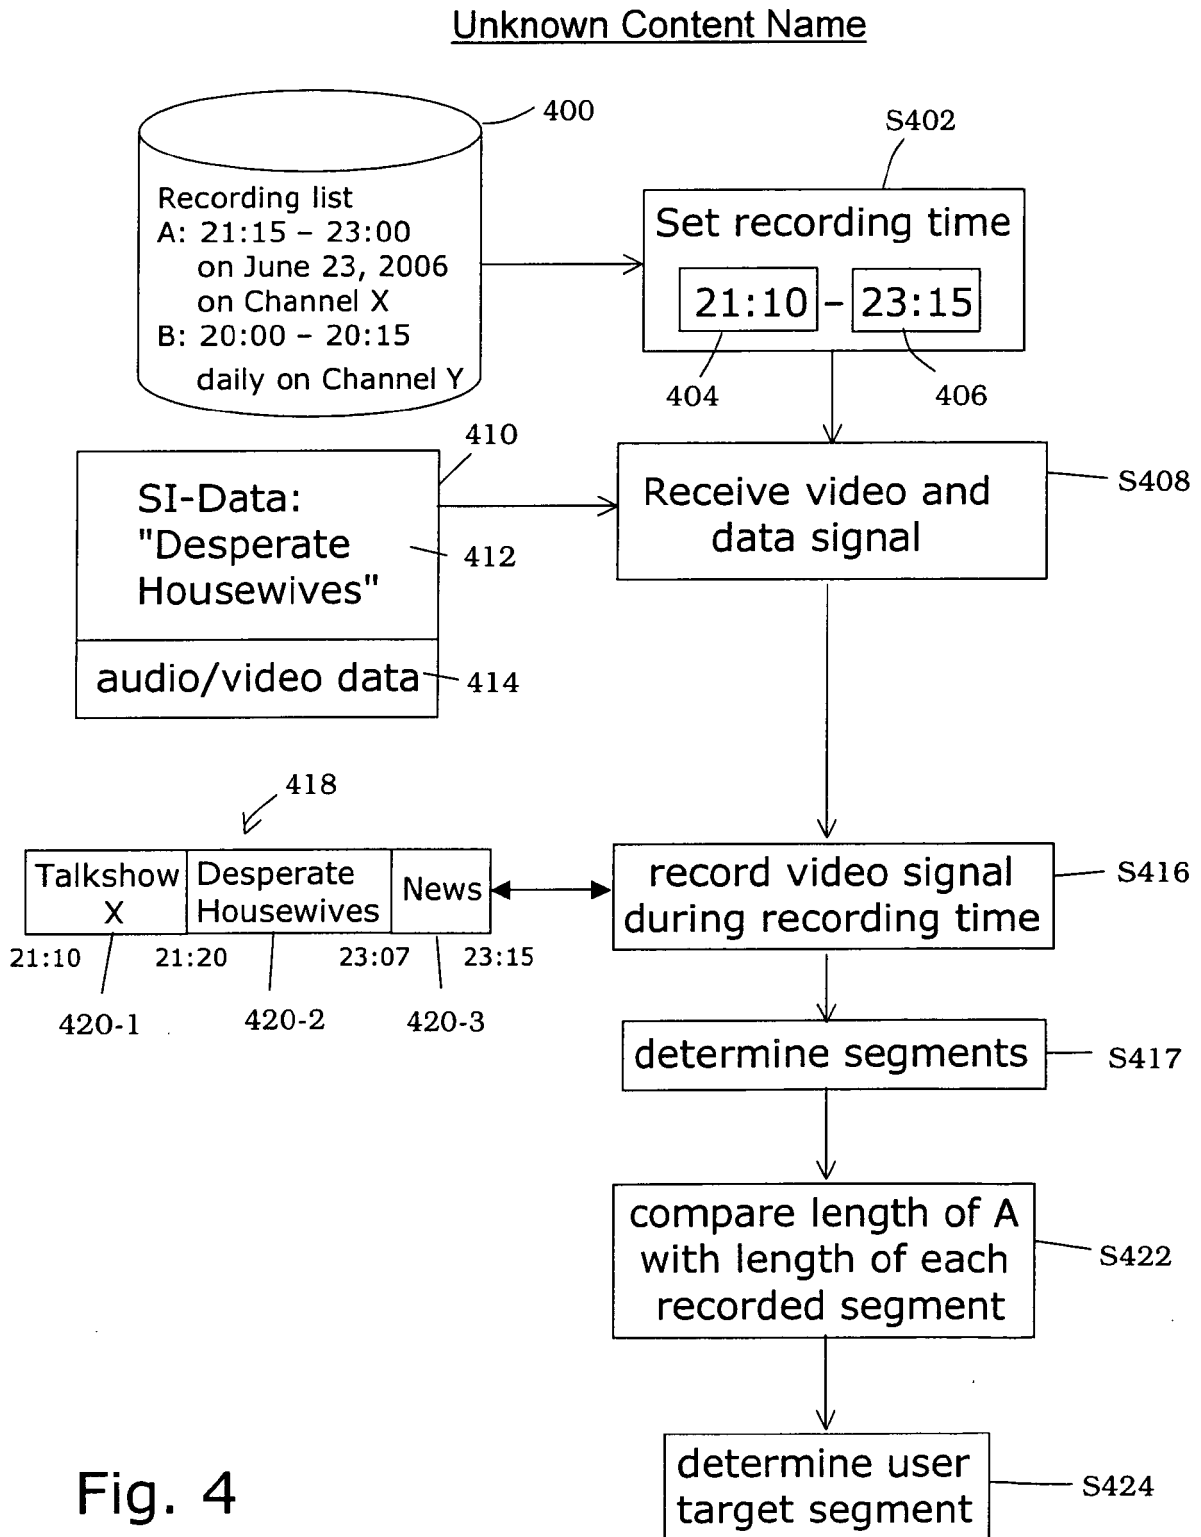 Unknown Content Name
400
S402
Recording list
A: 21:15 – 23:00
on June 23, 2006
on Channel X
B: 20:00 – 20:15
daily on Channel Y
Set recording time
21:10 – 23:15
404
406
410
SI-Data:
"Desperate
Housewives"
412
audio/video data
414
Receive video and
data signal
S408
418
Talkshow
X
Desperate
Housewives
News
21:10
21:20
23:07
23:15
420-1
420-2
420-3
record video signal
during recording time
S416
determine segments
S417
compare length of A
with length of each
recorded segment
S422
determine user
target segment
S424
Fig. 4